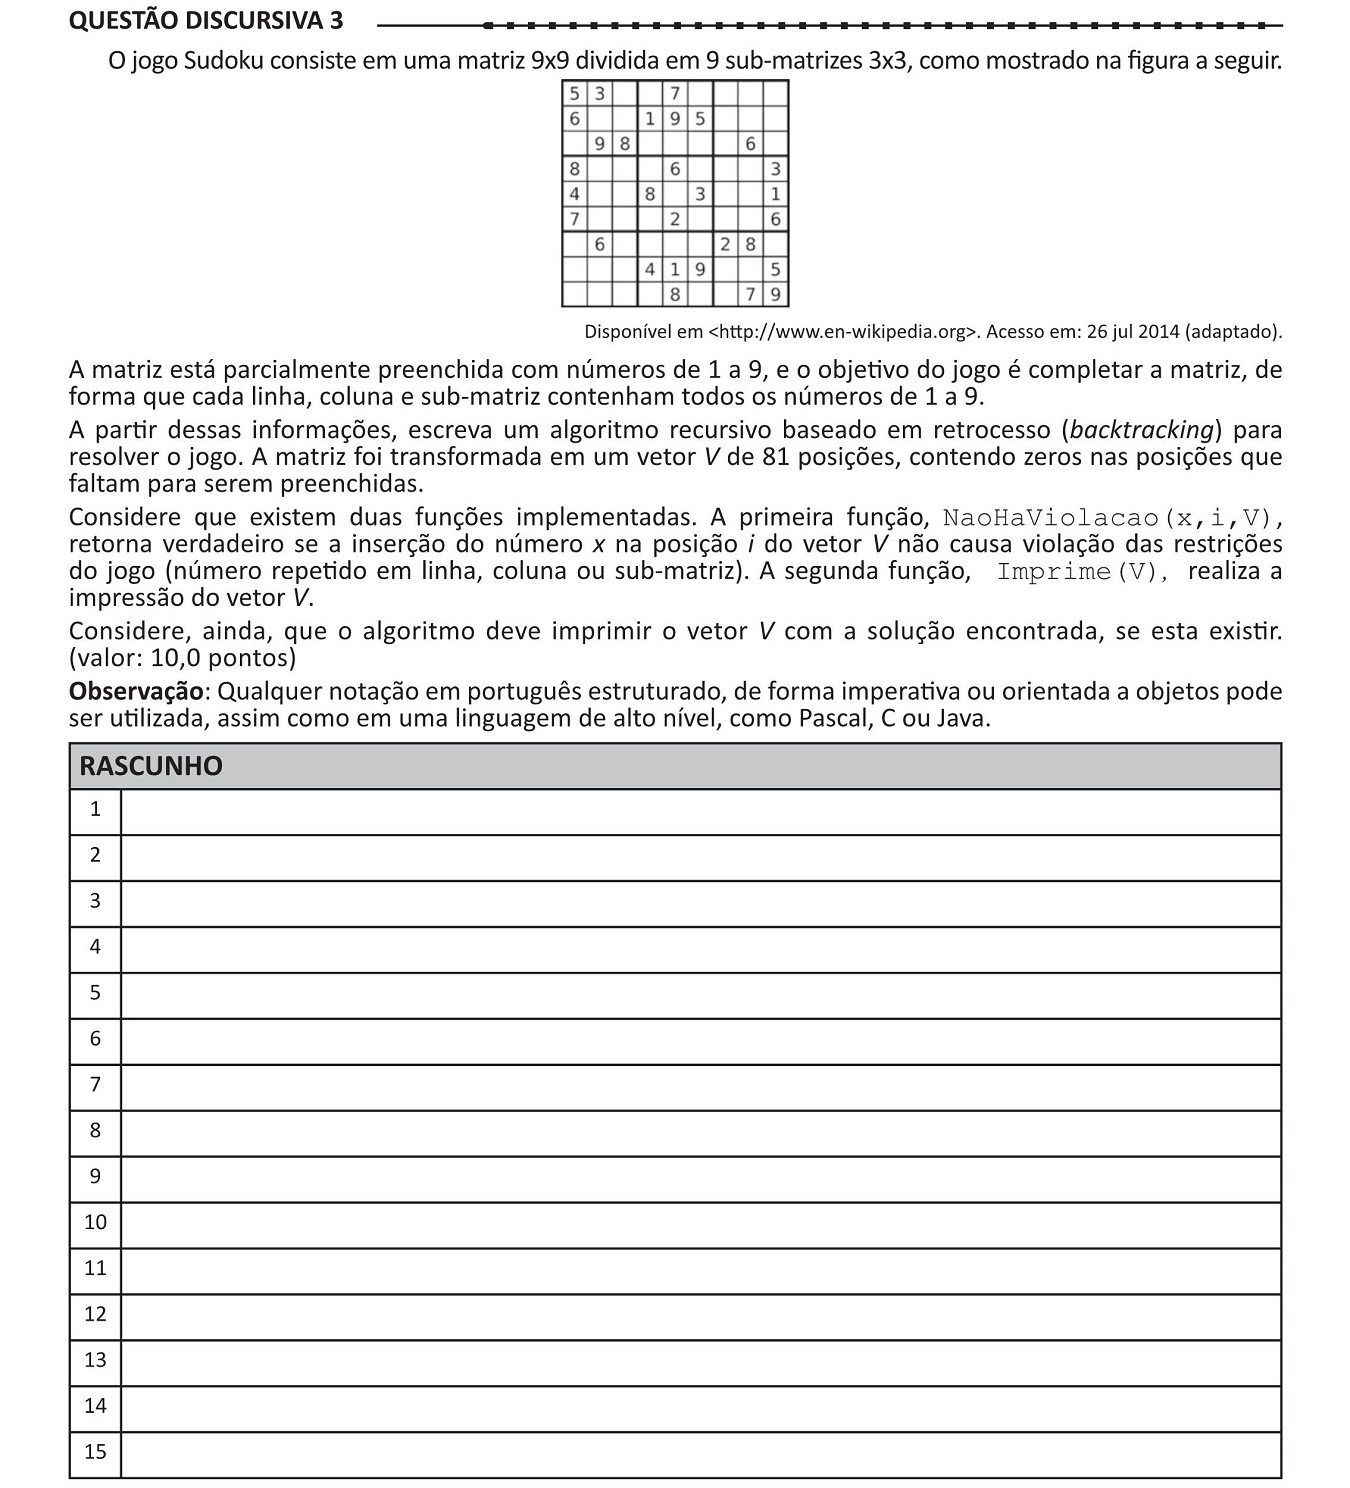 QUESTÃO DISCURSIVA 3
O jogo Sudoku consiste em uma matriz 9x9 dividida em 9 sub-matrizes 3x3, como mostrado na figura a seguir.
5 3 7
6 1 9 5
9 8 6
8 6 3
4 8 3 1
7 2 6
6 2 8
4 1 9 5
8 7 9
Disponível em <http://www.en-wikipedia.org>. Acesso em: 26 jul 2014 (adaptado).
A matriz está parcialmente preenchida com números de 1 a 9, e o objetivo do jogo é completar a matriz, de
forma que cada linha, coluna e sub-matriz contenham todos os números de 1 a 9.
A partir dessas informações, escreva um algoritmo recursivo baseado em retrocesso (backtracking) para
resolver o jogo. A matriz foi transformada em um vetor V de 81 posições, contendo zeros nas posições que
faltam para serem preenchidas.
Considere que existem duas funções implementadas. A primeira função, NaoHaViolacao(x,i,V),
retorna verdadeiro se a inserção do número x na posição i do vetor V não causa violação das restrições
do jogo (número repetido em linha, coluna ou sub-matriz). A segunda função, Imprime(V), realiza a
impressão do vetor V.
Considere, ainda, que o algoritmo deve imprimir o vetor V com a solução encontrada, se esta existir.
(valor: 10,0 pontos)
Observação: Qualquer notação em português estruturado, de forma imperativa ou orientada a objetos pode
ser utilizada, assim como em uma linguagem de alto nível, como Pascal, C ou Java.
RASCUNHO
1
2
3
4
5
6
7
8
9
10
11
12
13
14
15